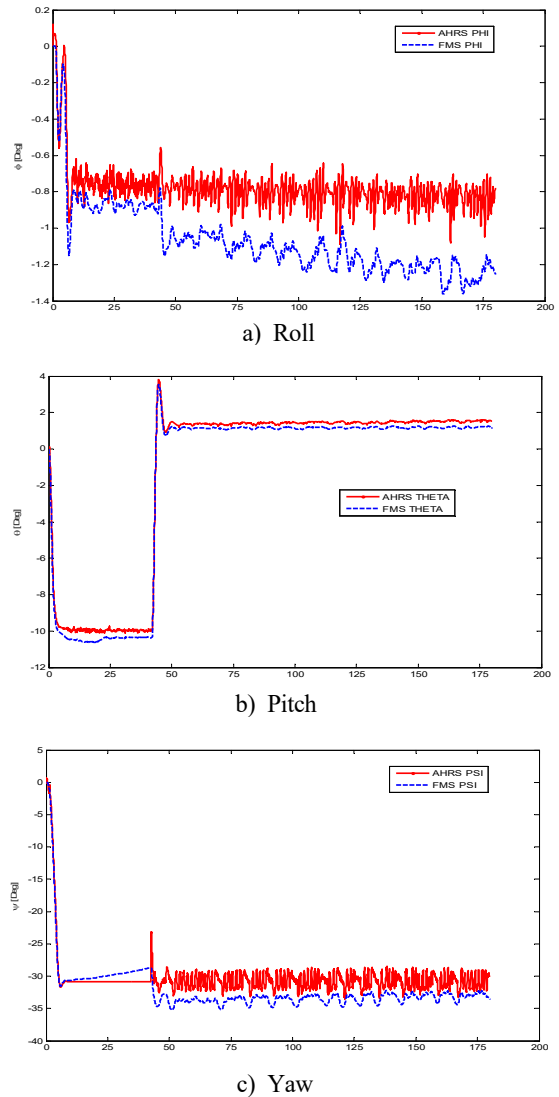 0.2
0
-0.2
-0.4
-0.6
-0.8
-1
-1.2
-1.4
ϕ [Deg]
AHRS PHI
FMS PHI
0 25 50 75 100 125 150 175 200
a) Roll
4
2
0
-2
-4
-6
-8
-10
-12
θ [Deg]
AHRS THETA
FMS THETA
0 25 50 75 100 125 150 175 200
b) Pitch
5
0
-5
-10
-15
-20
-25
-30
-35
-40
ψ [Deg]
AHRS PSI
FMS PSI
0 25 50 75 100 125 150 175 200
c) Yaw